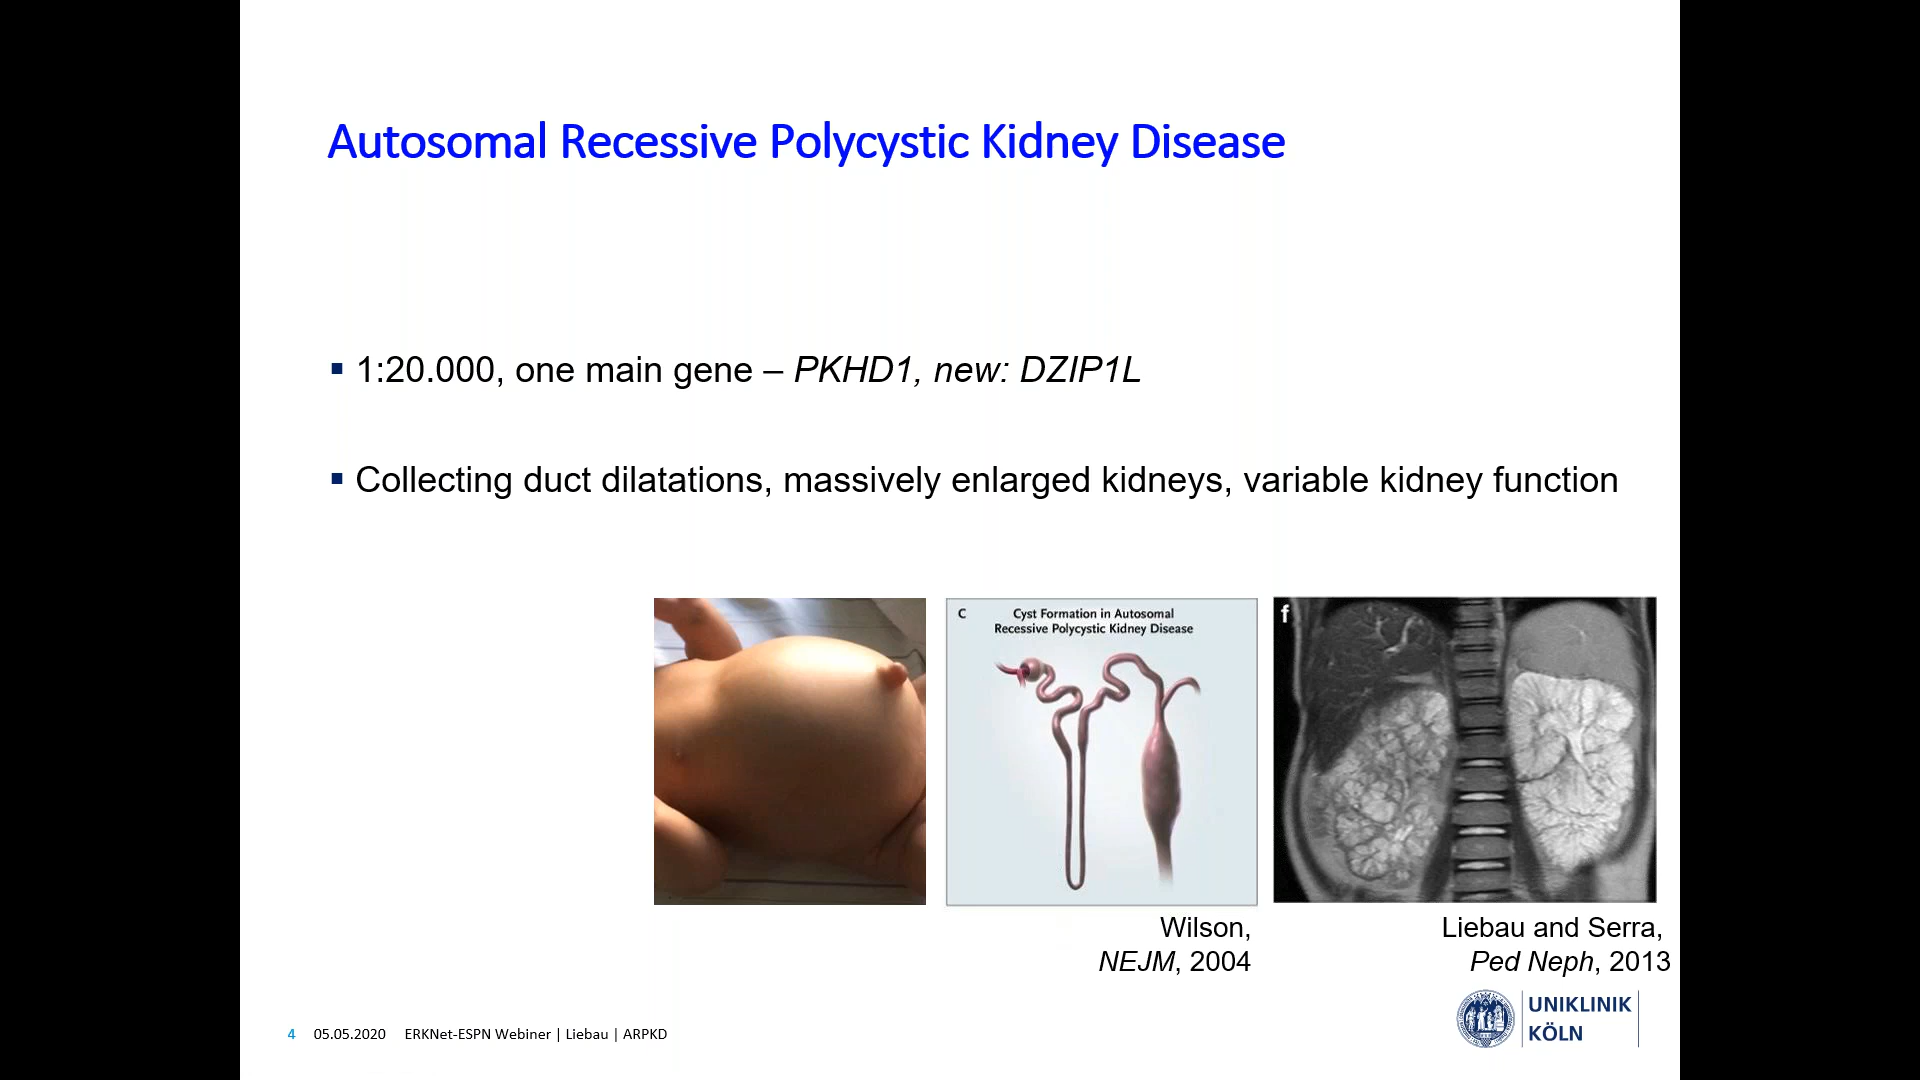 Autosomal Recessive Polycystic Kidney Disease
▪ 1:20.000, one main gene – PKHD1, new: DZIP1L
▪ Collecting duct dilatations, massively enlarged kidneys, variable kidney function
C Cyst Formation in Autosomal
Recessive Polycystic Kidney Disease
f
Wilson,
NEJM, 2004
Liebau and Serra,
Ped Neph, 2013
4 05.05.2020 ERKNet-ESPN Webiner | Liebau | ARPKD
UNIKLINIK
KÖLN